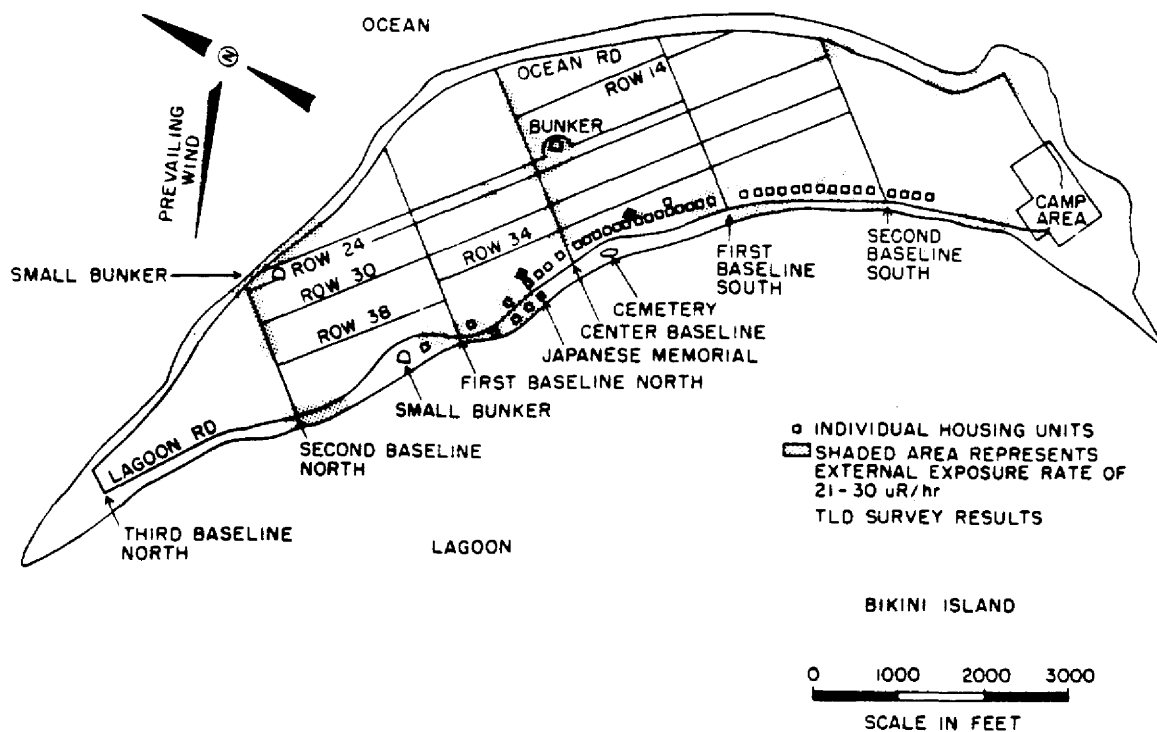 OCEAN
N
PREVAILING
WIND
OCEAN RD
ROW 14
BUNKER
SMALL BUNKER
ROW 24
ROW 30
ROW 34
ROW 38
CAMP
AREA
SECOND
BASELINE
SOUTH
FIRST
BASELINE
SOUTH
CEMETERY
CENTER BASELINE
JAPANESE MEMORIAL
FIRST BASELINE NORTH
SMALL BUNKER
SECOND BASELINE
NORTH
LAGOON RD
THIRD BASELINE
NORTH
LAGOON
INDIVIDUAL HOUSING UNITS
SHADED AREA REPRESENTS
EXTERNAL EXPOSURE RATE OF
21-30 uR/hr
TLD SURVEY RESULTS
BIKINI ISLAND
0 1000 2000 3000
SCALE IN FEET